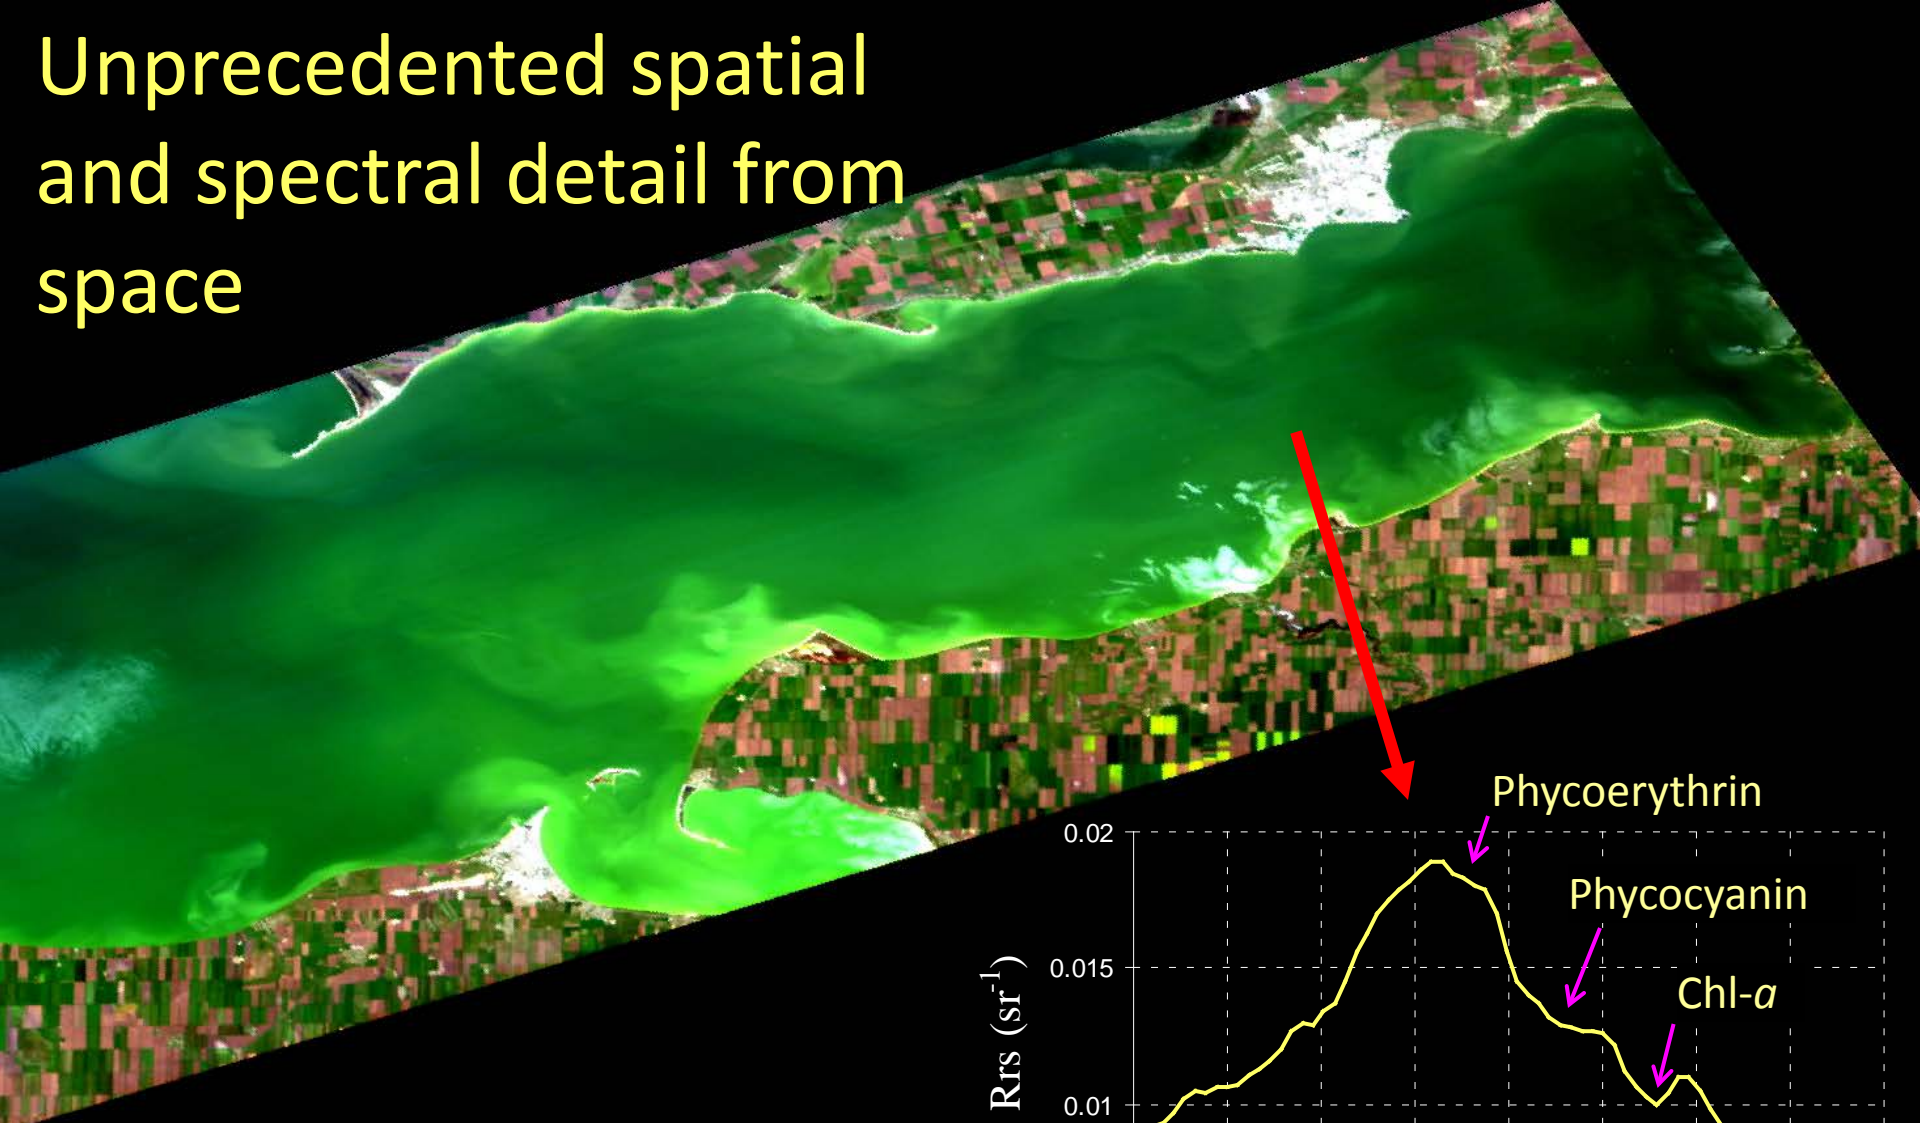 Unprecedented spatial
and spectral detail from
space
Phycoerythrin
0.02
Phycocyanin
0.015
Chl-a
Rrs (sr-1)
0.01